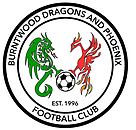 BURNTWOOD DRAGONS AND PHOENIX
EST. 1996
FOOTBALL CLUB